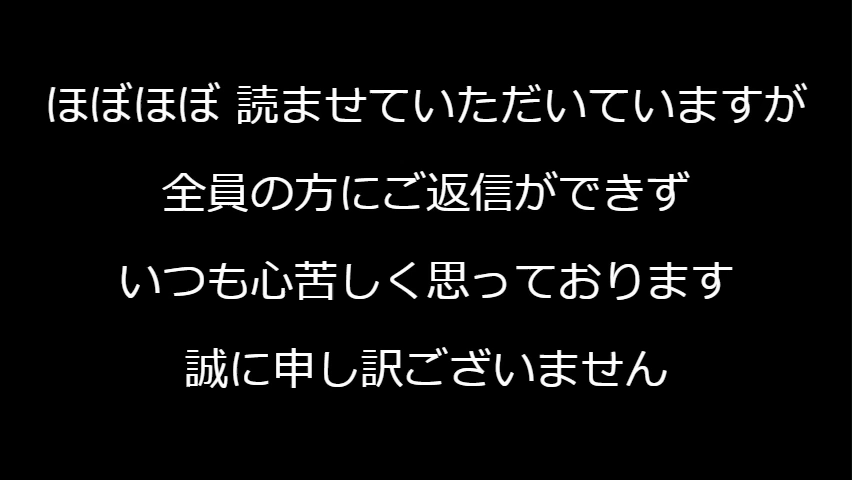 ほぼほぼ 読ませていただいていますが
全員の方にご返信ができず
いつも心苦しく思っております
誠に申し訳ございません